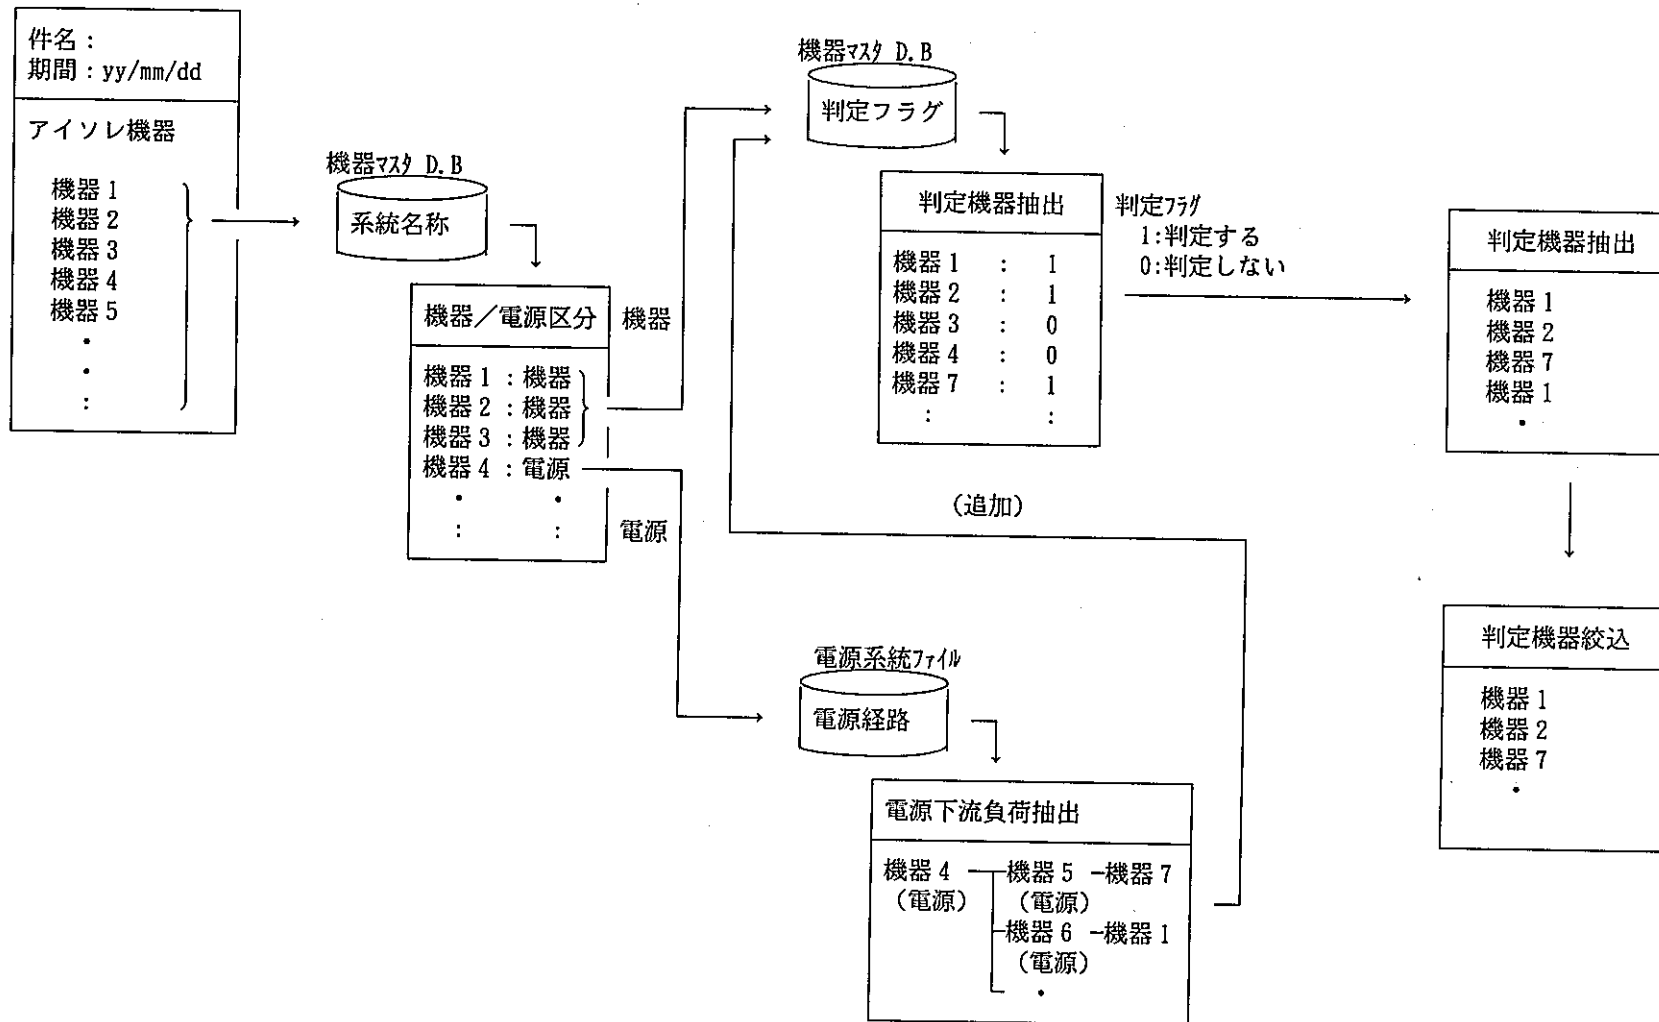 件名:
期間:yy/mm/dd
アイソレ機器
機器1
機器2
機器3
機器4
機器5
機器マスタ D.B
系統名称
機器/電源区分
機器1:機器
機器2:機器
機器3:機器
機器4:電源
機器
電源
機器マスタ D.B
判定フラグ
判定機器抽出
機器1 : 1
機器2 : 1
機器3 : 0
機器4 : 0
機器7 : 1
: :
判定フラグ
1:判定する
0:判定しない
判定機器抽出
機器1
機器2
機器7
機器1
(追加)
判定機器絞込
機器1
機器2
機器7
電源系統ファイル
電源経路
電源下流負荷抽出
機器4 機器5 -機器7
(電源) (電源)
機器6 -機器1
(電源)